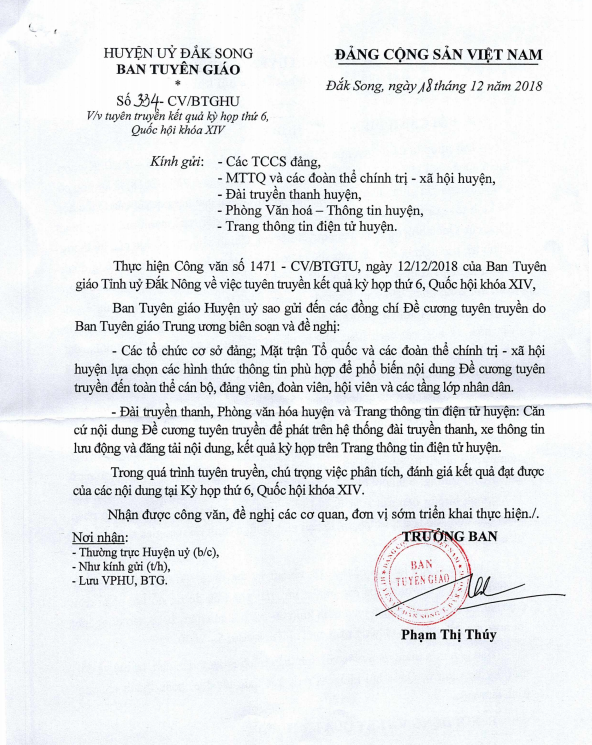 HUYỆN UỶ ĐẮK SONG
BAN TUYÊN GIÁO
*
Số 334- CV/BTGHU
V/v tuyên truyền kết quả kỳ họp thứ 6,
Quốc hội khóa XIV
ĐẢNG CỘNG SẢN VIỆT NAM
Đắk Song, ngày 18 tháng 12 năm 2018
Kính gửi: - Các TCCS đảng,
- MTTQ và các đoàn thể chính trị - xã hội huyện,
- Đài truyền thanh huyện,
- Phòng Văn hoá – Thông tin huyện,
- Trang thông tin điện tử huyện.
Thực hiện Công văn số 1471 - CV/BTGTU, ngày 12/12/2018 của Ban Tuyên
giáo Tỉnh uỷ Đắk Nông về việc tuyên truyền kết quả kỳ họp thứ 6, Quốc hội khóa XIV,
Ban Tuyên giáo Huyện uỷ sao gửi đến các đồng chí Đề cương tuyên truyền do
Ban Tuyên giáo Trung ương biên soạn và đề nghị:
- Các tổ chức cơ sở đảng; Mặt trận Tổ quốc và các đoàn thể chính trị - xã hội
huyện lựa chọn các hình thức thông tin phù hợp để phổ biến nội dung Đề cương tuyên
truyền đến toàn thể cán bộ, đảng viên, đoàn viên, hội viên và các tầng lớp nhân dân.
- Đài truyền thanh, Phòng văn hóa huyện và Trang thông tin điện tử huyện: Căn
cứ nội dung Đề cương tuyên truyền để phát trên hệ thống đài truyền thanh, xe thông tin
lưu động và đăng tải nội dung, kết quả kỳ họp trên Trang thông tin điện tử huyện.
Trong quá trình tuyên truyền, chú trọng việc phân tích, đánh giá kết quả đạt được
của các nội dung tại Kỳ họp thứ 6, Quốc hội khóa XIV.
Nhận được công văn, đề nghị các cơ quan, đơn vị sớm triển khai thực hiện./.
Nơi nhận:
- Thường trực Huyện uỷ (b/c),
- Như kính gửi (t/h),
- Lưu VPHU, BTG.
TRƯỞNG BAN
BAN
TUYÊN GIÁO
Phạm Thị Thúy